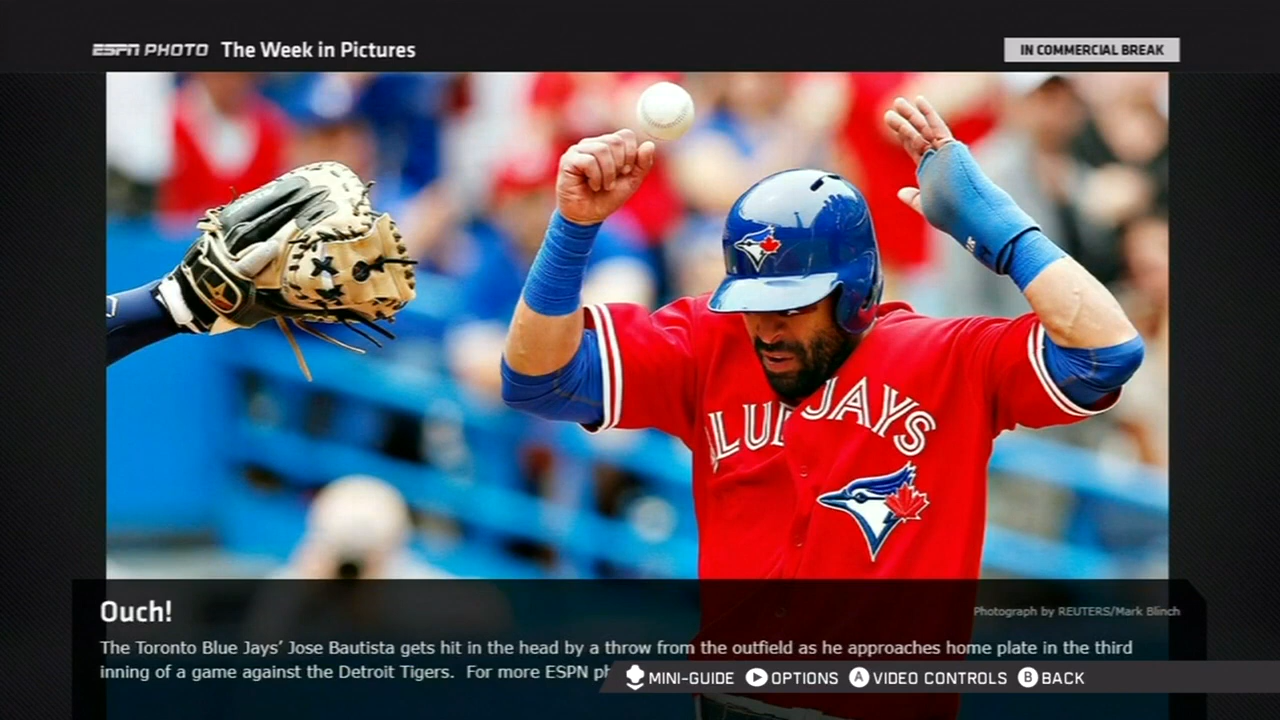 ESPN PHOTO The Week in Pictures
IN COMMERCIAL BREAK
BLUE JAYS
Ouch!
Photograph by REUTERS/Mark Blinch
The Toronto Blue Jays' Jose Bautista gets hit in the head by a throw from the outfield as he approaches home plate in the third
inning of a game against the Detroit Tigers. For more ESPN ph
MINI-GUIDE OPTIONS A VIDEO CONTROLS B BACK